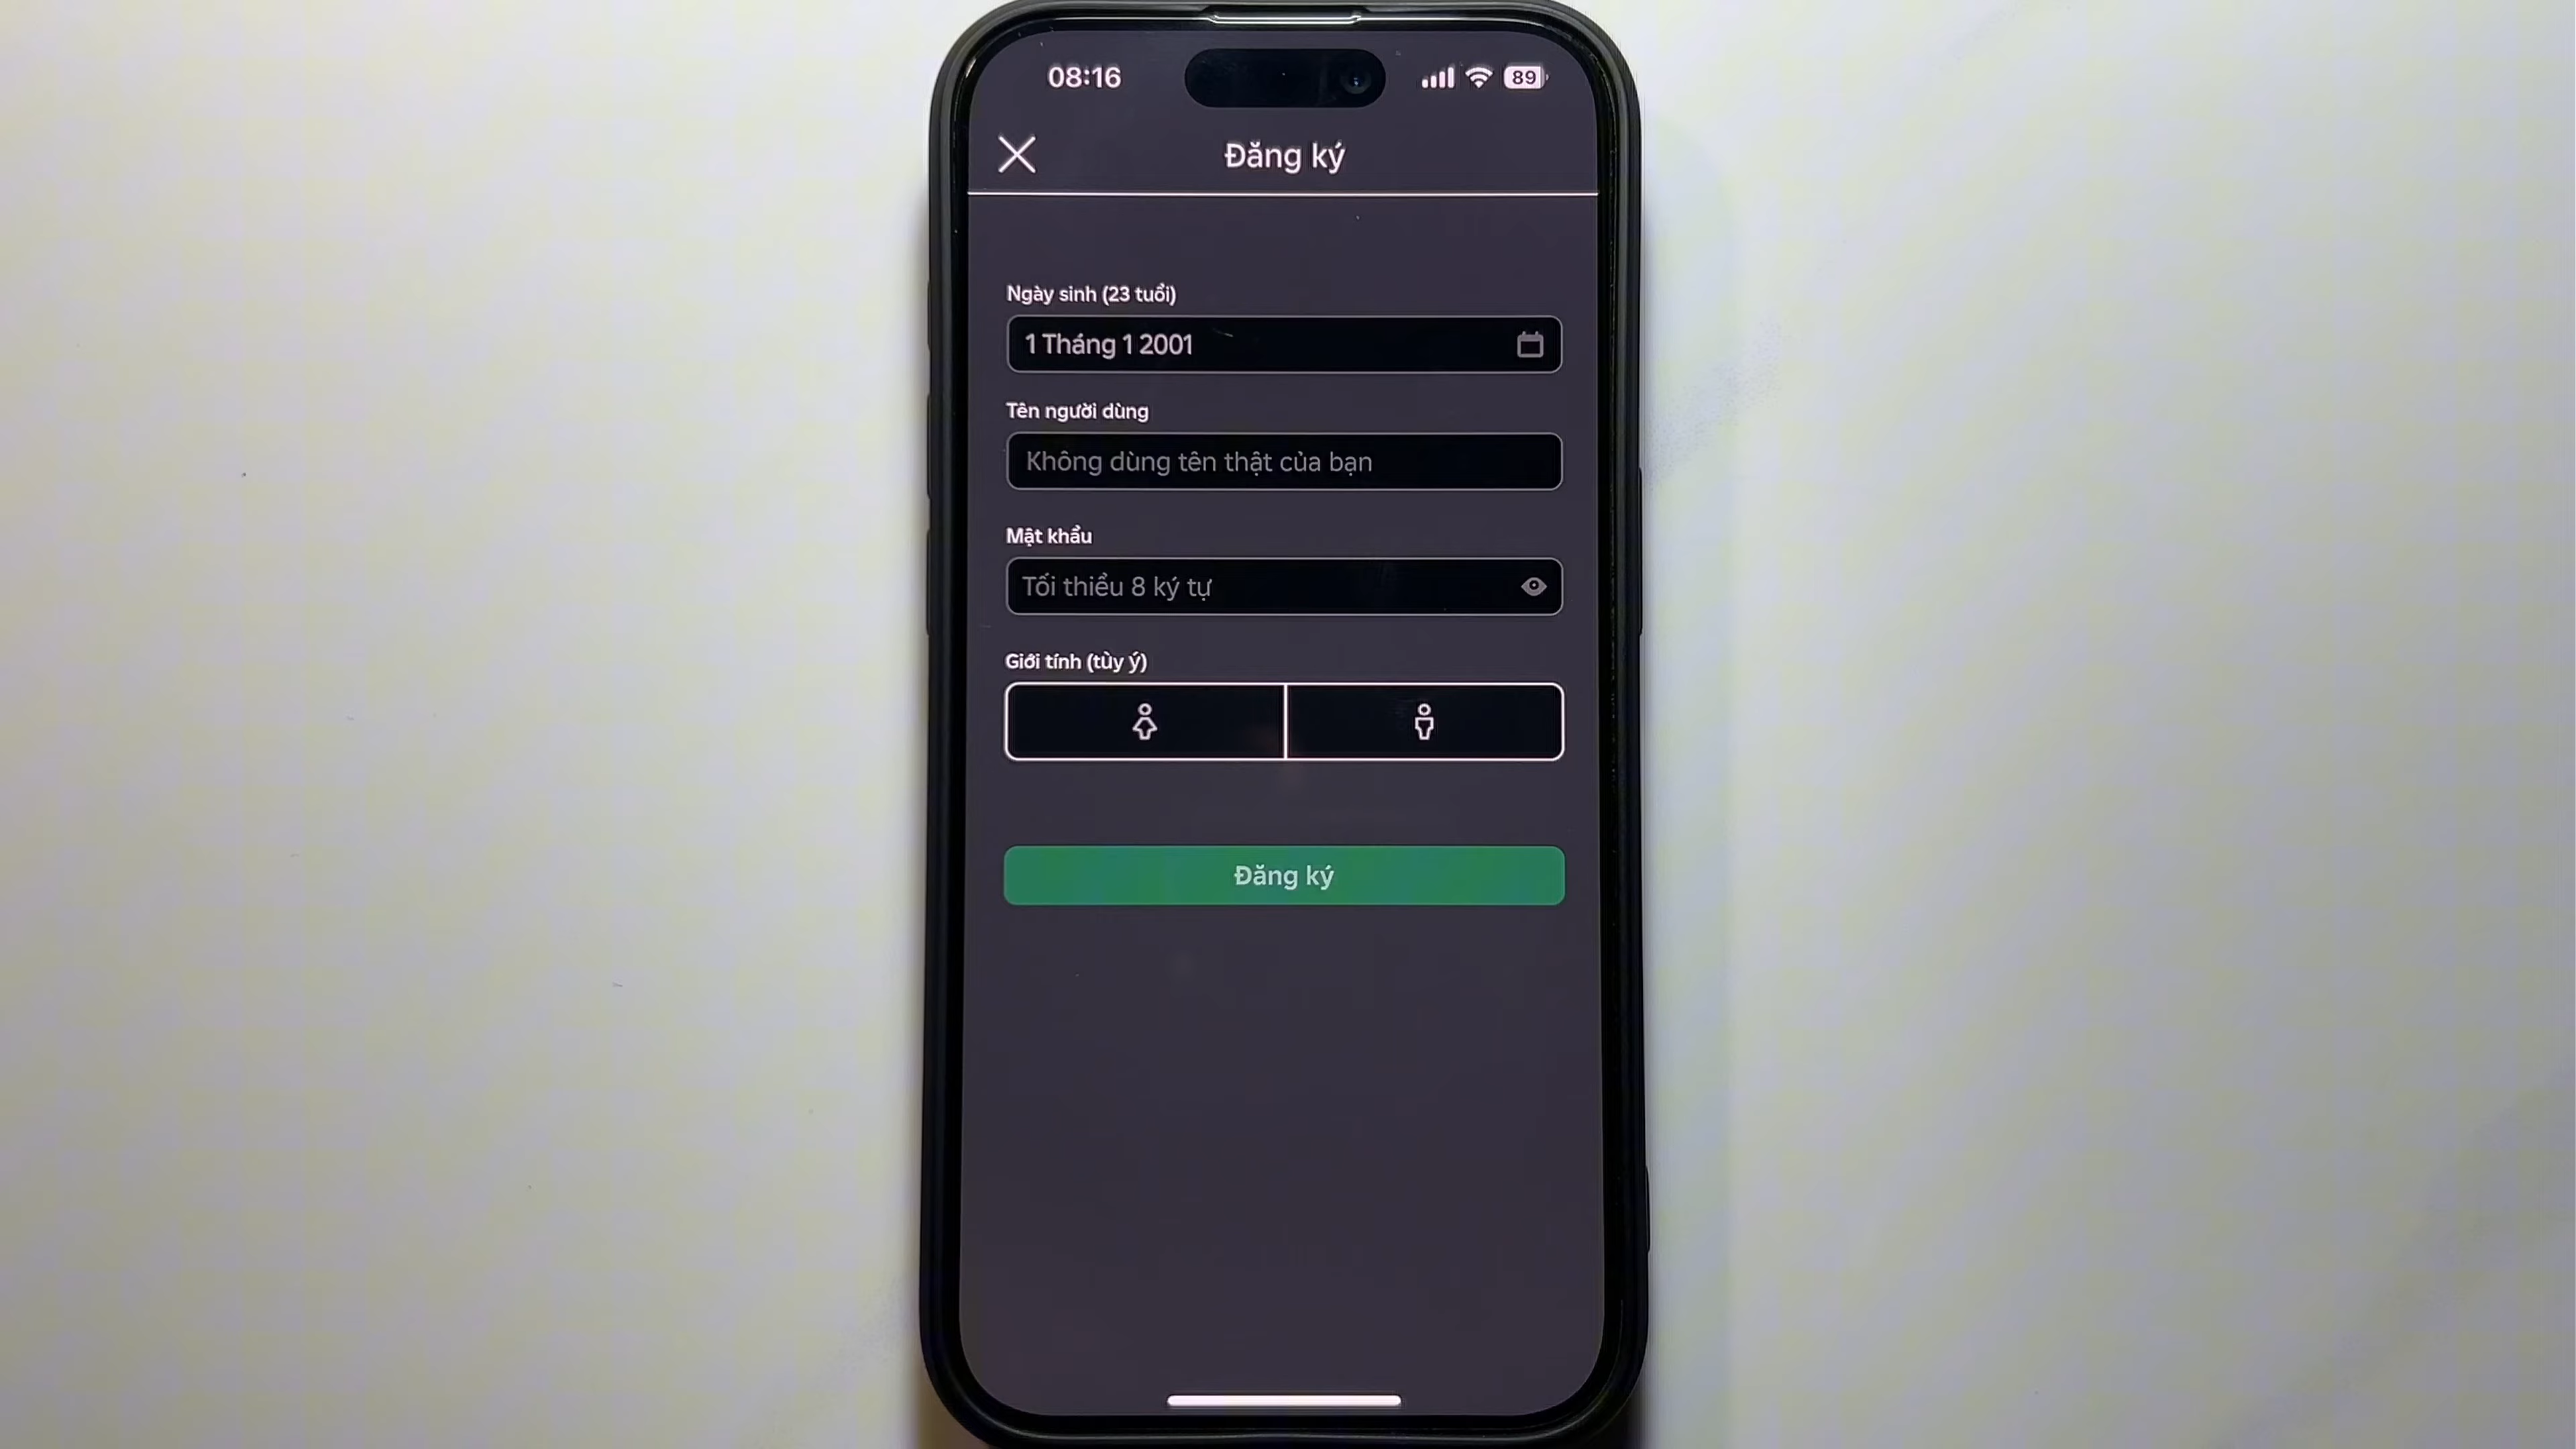 08:16
89
Đăng ký
Ngày sinh (23 tuổi)
1 Tháng 1 2001
Tên người dùng
Không dùng tên thật của bạn
Mật khẩu
Tối thiểu 8 ký tự
Giới tính (tùy ý)
Đăng ký